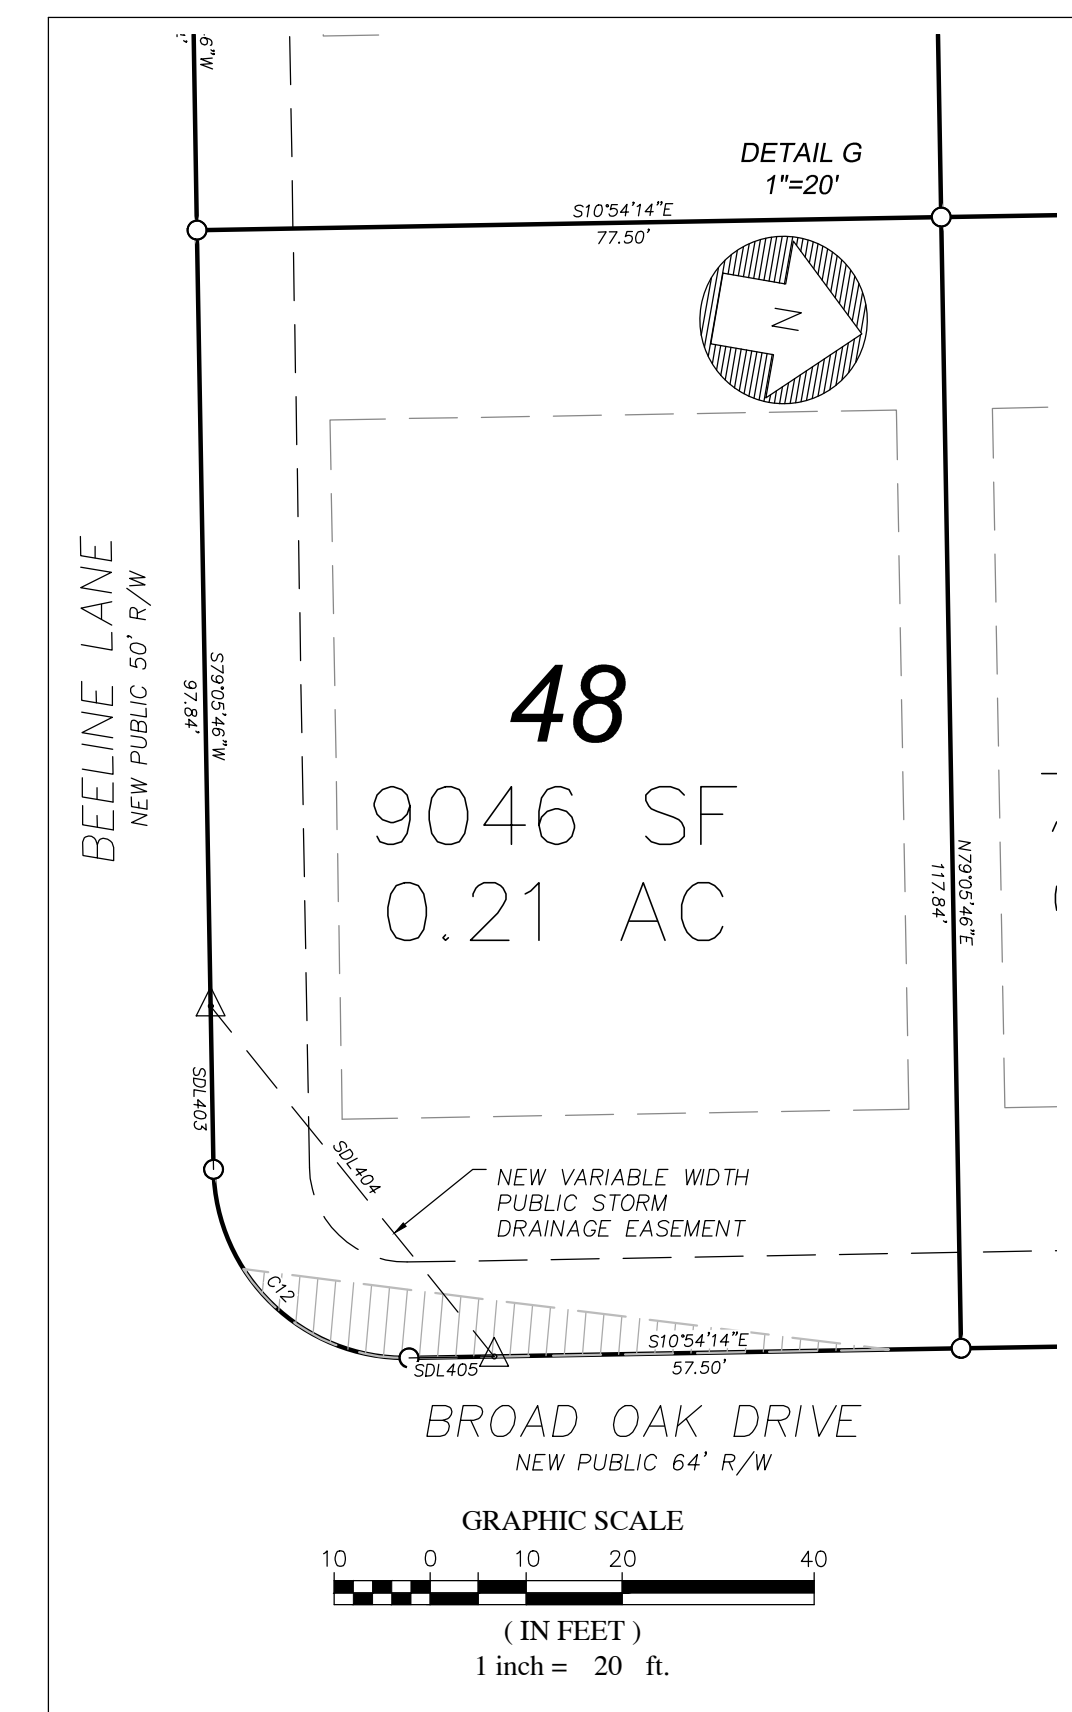 6"W
DETAIL G
1"=20'
S10°54'14"E
77.50'
N
BEELINE LANE
NEW PUBLIC 50' R/W
S79°05'46"W
97.84'
48
9046 SF
0.21 AC
N79°05'46"E
117.84'
SDL403
SDL404
NEW VARIABLE WIDTH
PUBLIC STORM
DRAINAGE EASEMENT
C12
S10°54'14"E
57.50'
SDL405
BROAD OAK DRIVE
NEW PUBLIC 64' R/W
GRAPHIC SCALE
10 0 10 20 40
( IN FEET )
1 inch = 20 ft.